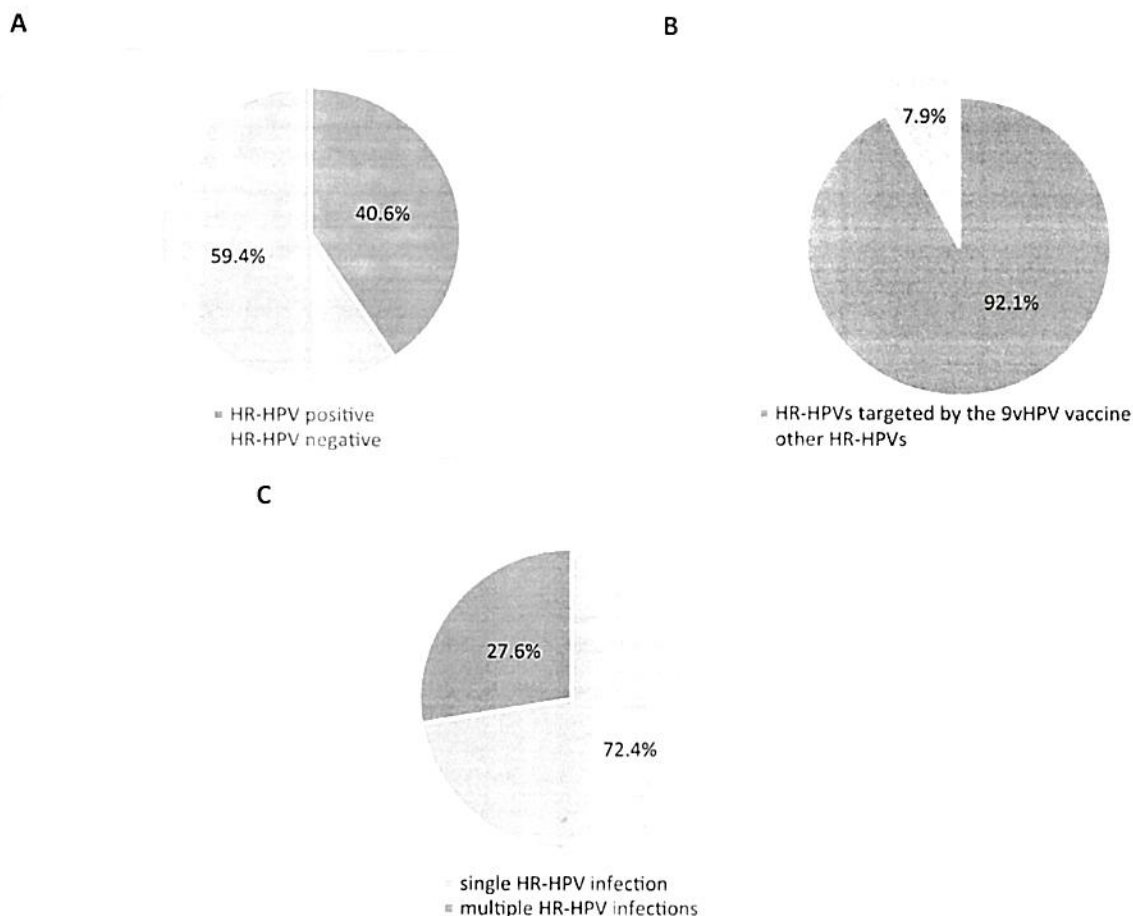 A
B
7.9%
40.6%
59.4%
92.1%
HR-HPV positive
HR-HPV negative
HR-HPVs targeted by the 9vHPV vaccine
other HR-HPVs
C
27.6%
72.4%
single HR-HPV infection
multiple HR-HPV infections